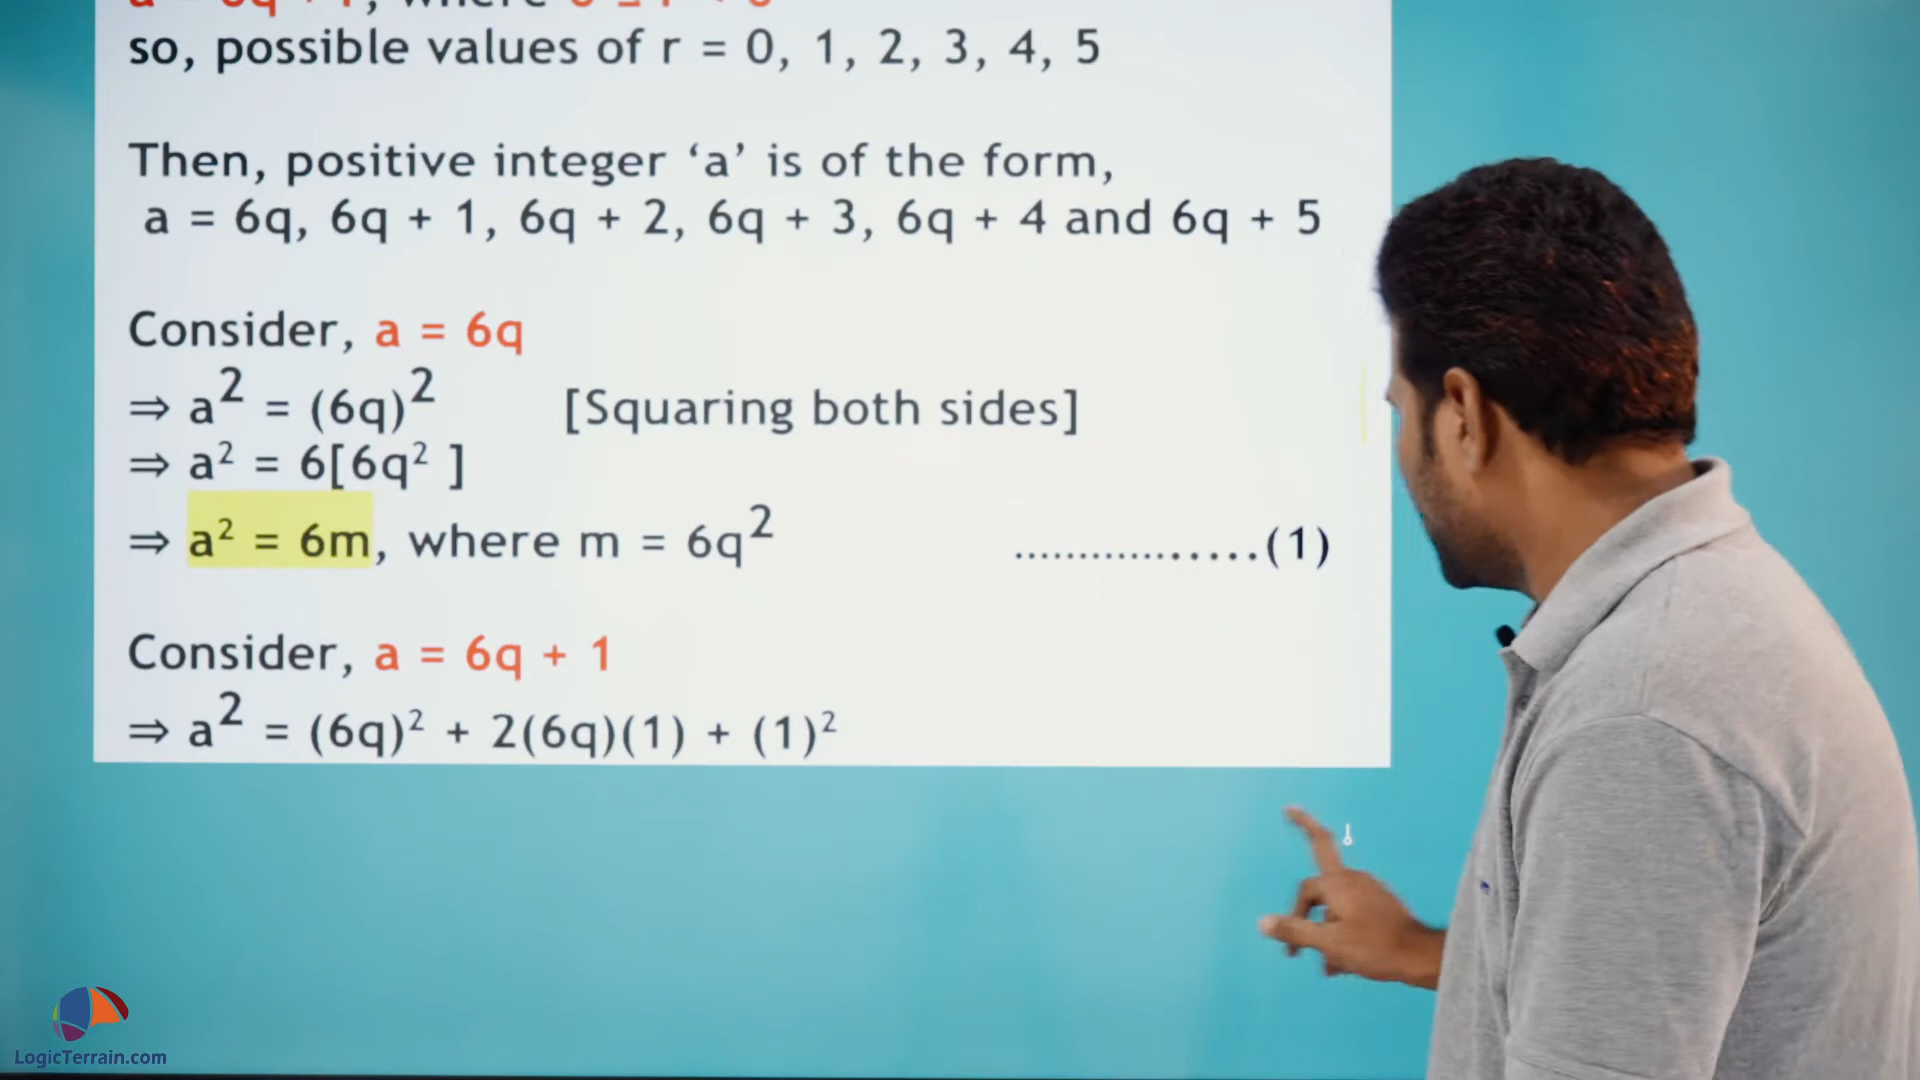 so, possible values of r = 0, 1, 2, 3, 4, 5
Then, positive integer ‘a’ is of the form,
a = 6q, 6q + 1, 6q + 2, 6q + 3, 6q + 4 and 6q + 5
Consider, a = 6q
⇒ a² = (6q)² [Squaring both sides]
⇒ a² = 6[6q² ]
⇒ a² = 6m, where m = 6q² ..................(1)
Consider, a = 6q + 1
⇒ a² = (6q)² + 2(6q)(1) + (1)²
LogicTerrain.com